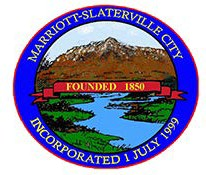 MARRIOTT-SLATERVILLE CITY
FOUNDED 1850
INCORPORATED 1 JULY 1999